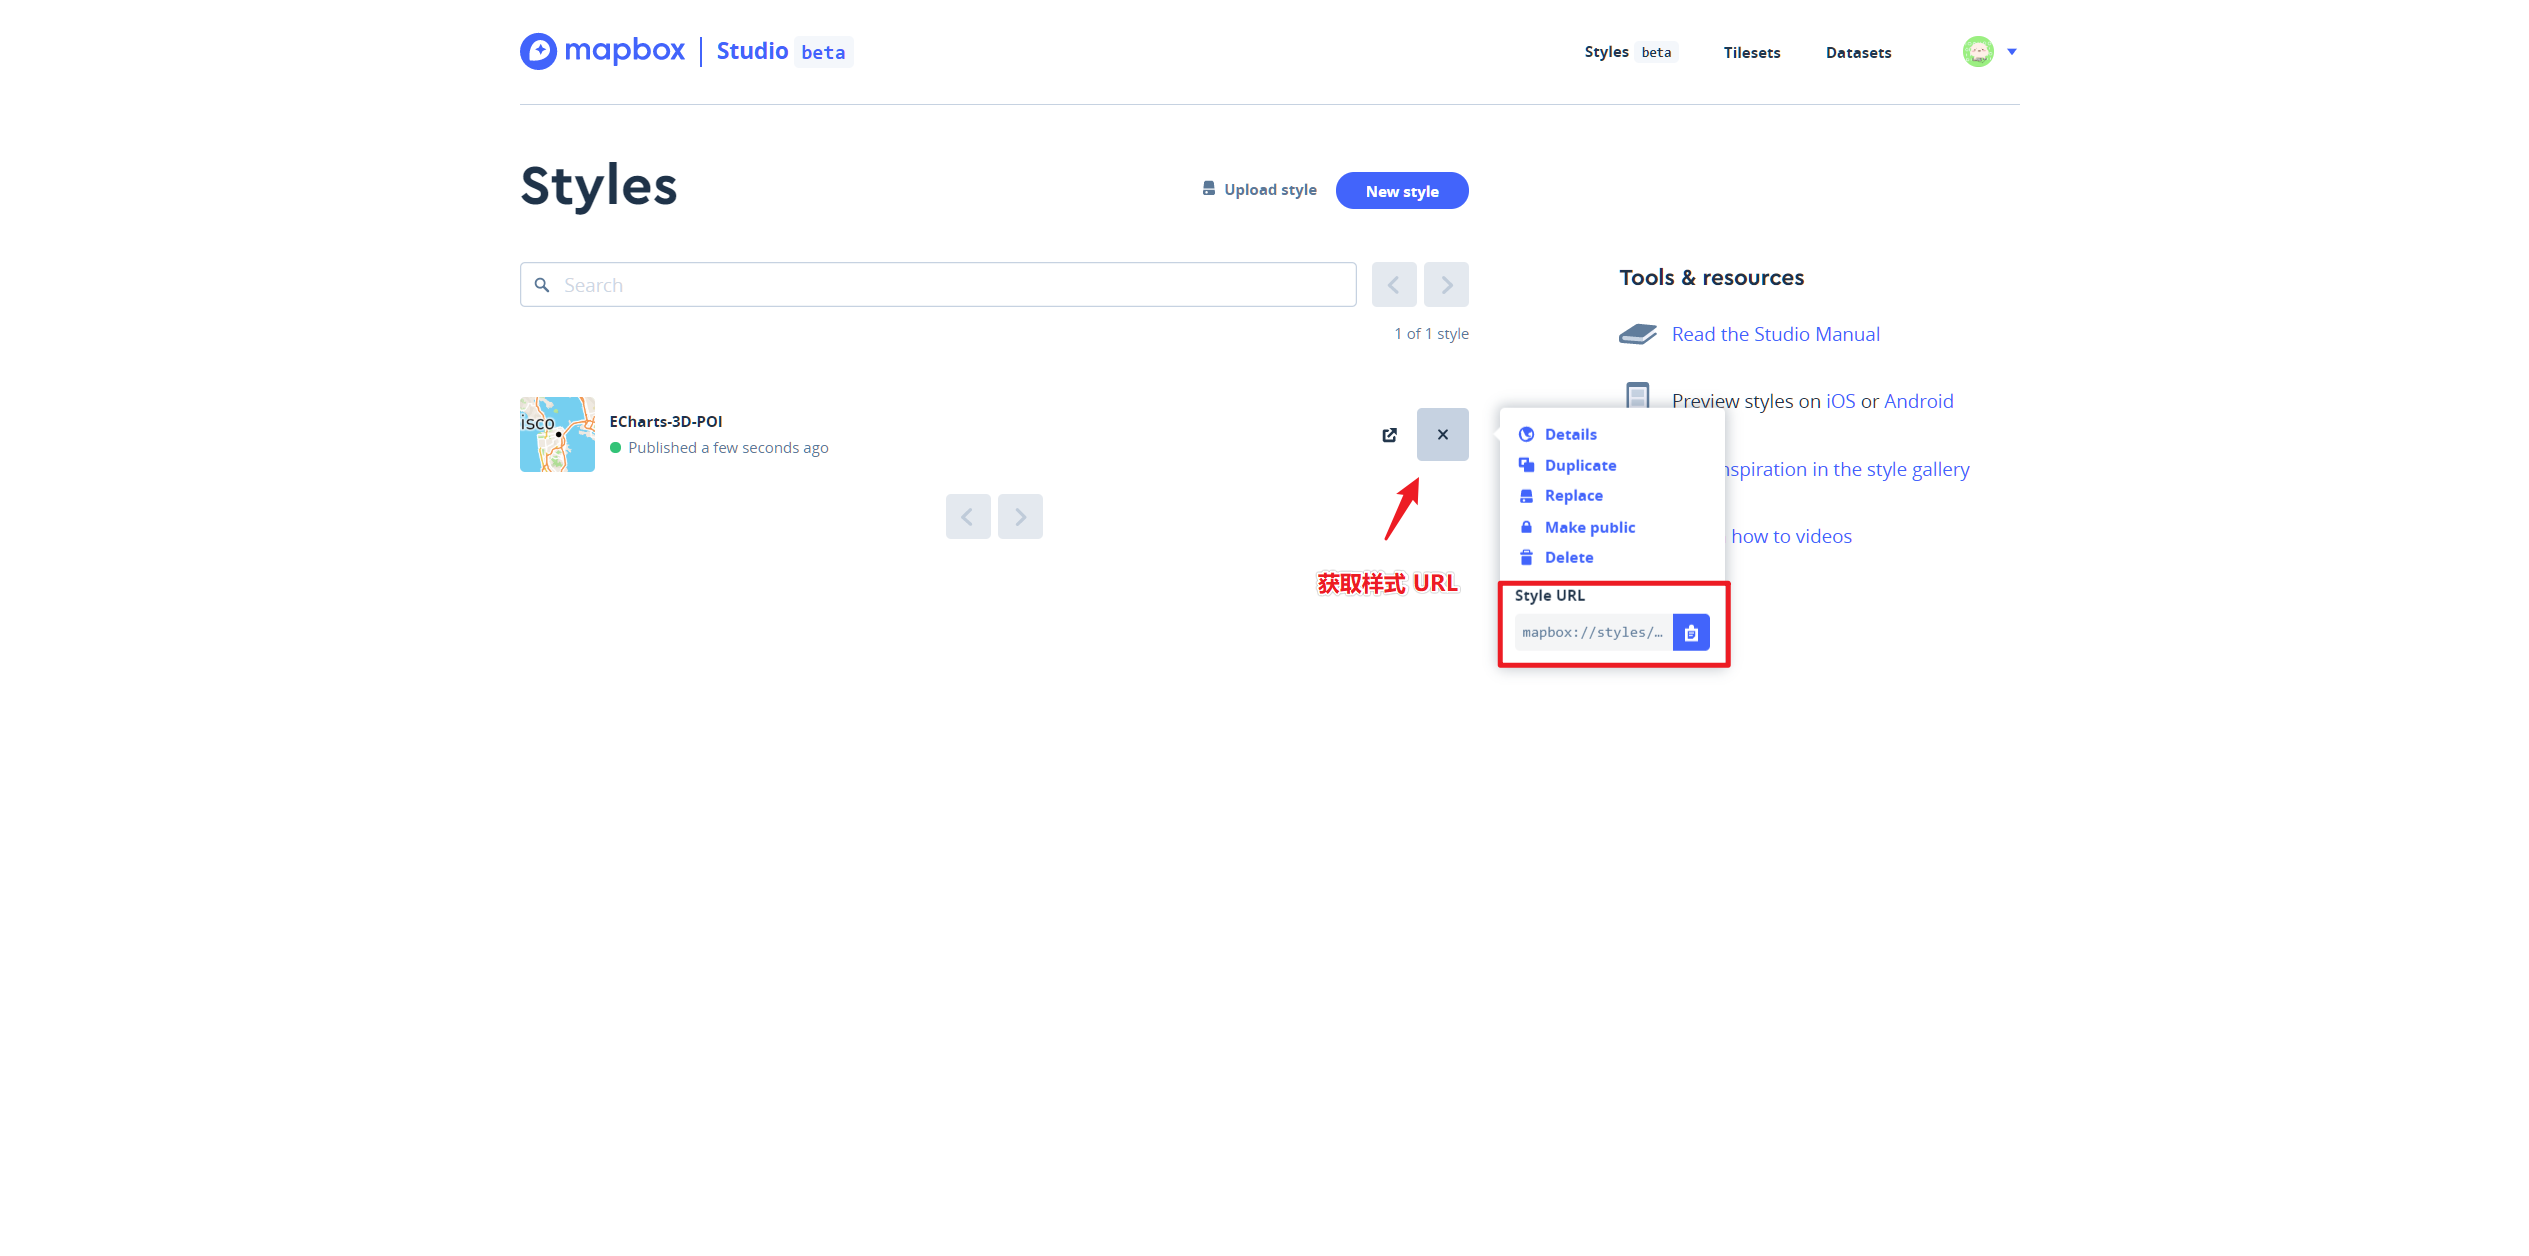 mapbox Studio beta
Styles beta Tilesets Datasets
Styles
Upload style New style
Search
1 of 1 style
isco
ECharts-3D-POI
Published a few seconds ago
获取样式 URL
Details
Duplicate
Replace
Make public
Delete
Style URL
mapbox://styles/…
Tools & resources
Read the Studio Manual
Preview styles on iOS or Android
nspiration in the style gallery
how to videos